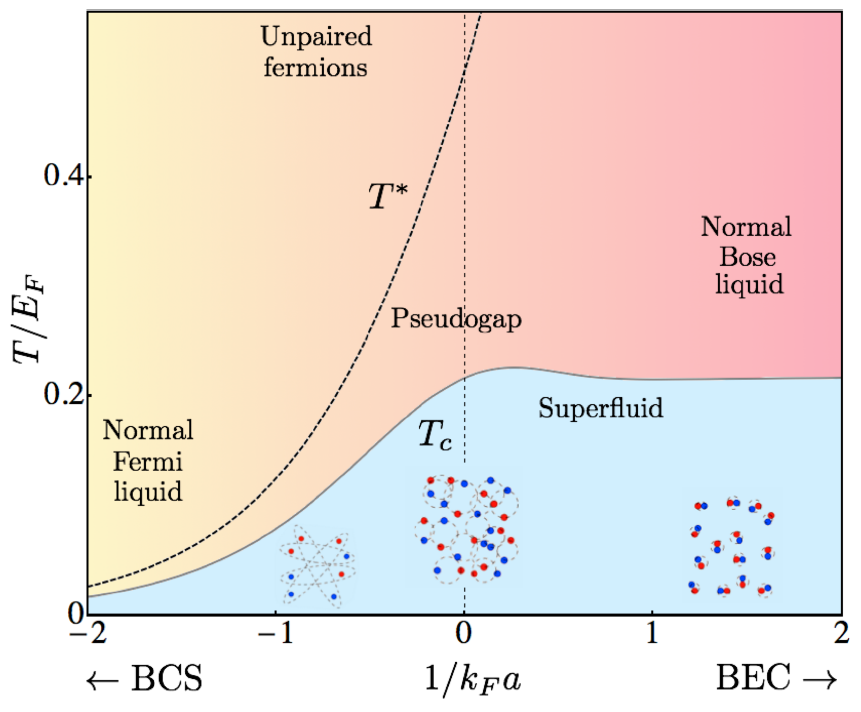 Unpaired
fermions
0.4
T*
Normal
Bose
liquid
T/E_F
Pseudogap
0.2
Superfluid
Normal
Fermi
liquid
T_c
0
−2
−1
0
1
2
← BCS
1/k_F a
BEC →